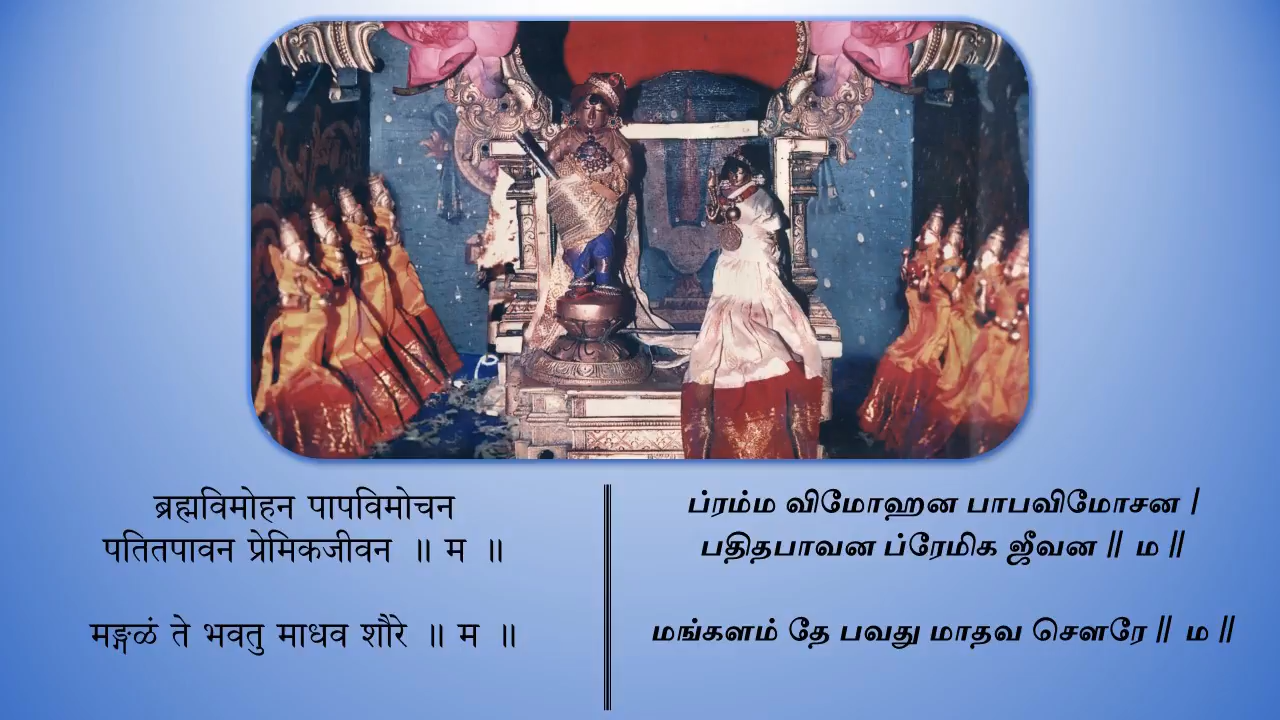 ब्रह्मविमोहन पापविमोचन
पतितपावन प्रेमिकजीवन ॥ म ॥
मङ्गळं ते भवतु माधव शौरे ॥ म ॥
ப்ரம்ம விமோஹன பாபவிமோசன |
பதிதபாவன ப்ரேமிக ஜீவன || ம ||
மங்களம் தே பவது மாதவ சௌரே || ம ||